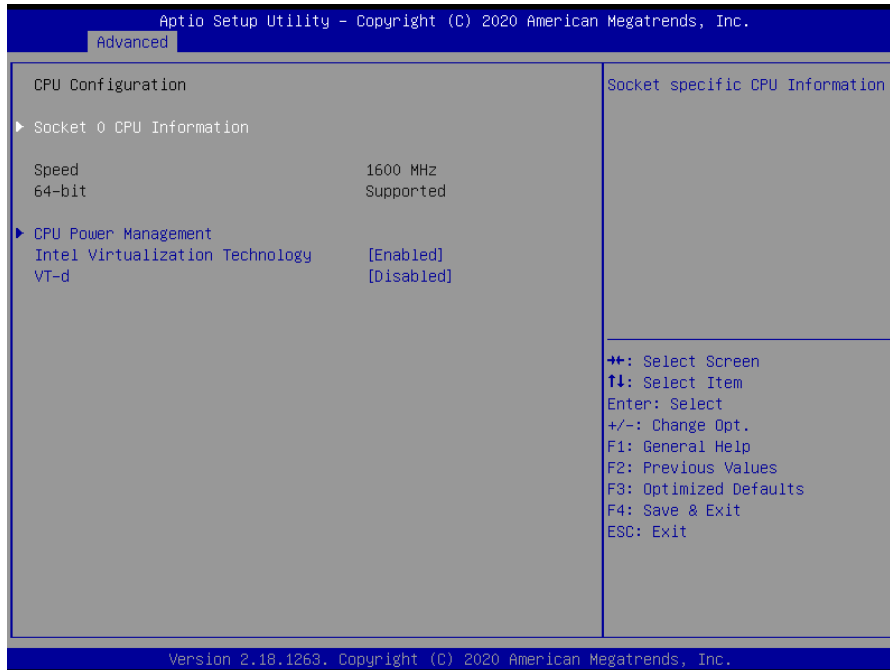 Aptio Setup Utility – Copyright (C) 2020 American Megatrends, Inc.
Advanced
CPU Configuration
Socket specific CPU Information
Socket 0 CPU Information
Speed 1600 MHz
64-bit Supported
CPU Power Management
Intel Virtualization Technology [Enabled]
VT-d [Disabled]
→←: Select Screen
↑↓: Select Item
Enter: Select
+/-: Change Opt.
F1: General Help
F2: Previous Values
F3: Optimized Defaults
F4: Save & Exit
ESC: Exit
Version 2.18.1263. Copyright (C) 2020 American Megatrends, Inc.